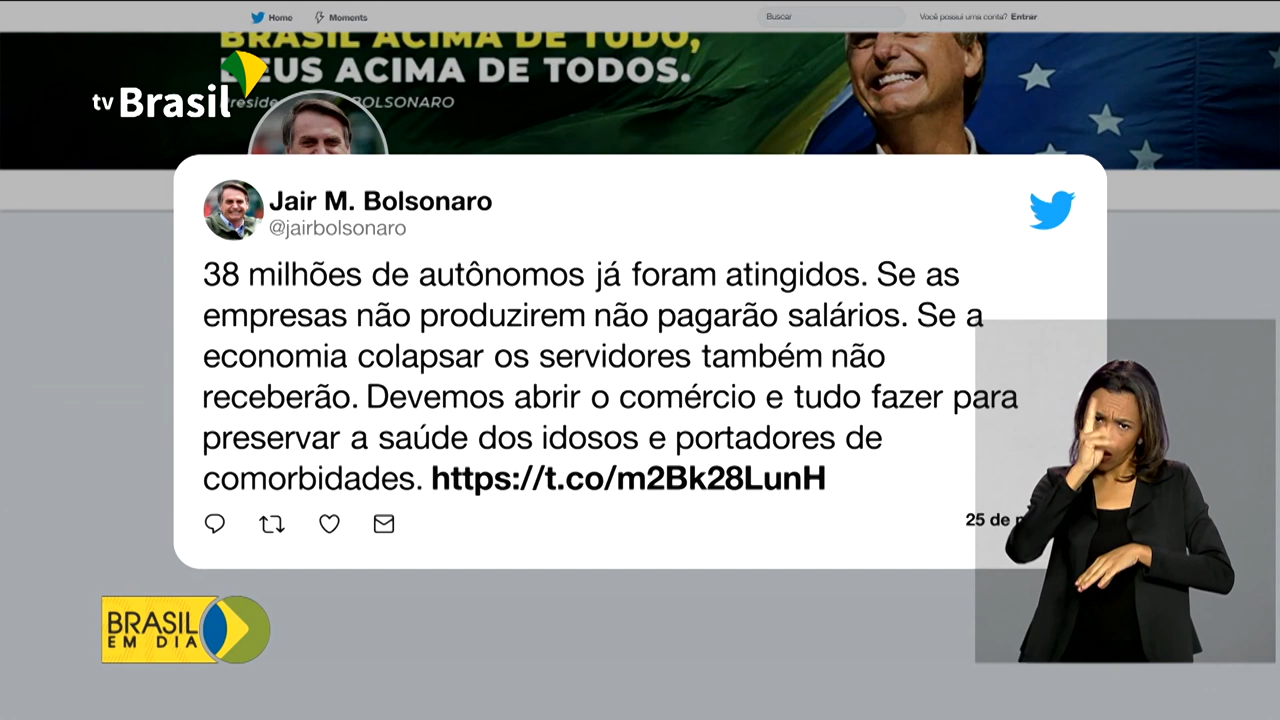 Home
Moments
Buscar
Você possui uma conta? Entrar
BRASIL ACIMA DE TUDO,
DEUS ACIMA DE TODOS.
BOLSONARO
tv Brasil
Jair M. Bolsonaro
@jairbolsonaro
38 milhões de autônomos já foram atingidos. Se as
empresas não produzirem não pagarão salários. Se a
economia colapsar os servidores também não
receberão. Devemos abrir o comércio e tudo fazer para
preservar a saúde dos idosos e portadores de
comorbidades. https://t.co/m2Bk28LunH
25 de
BRASIL
EM DIA